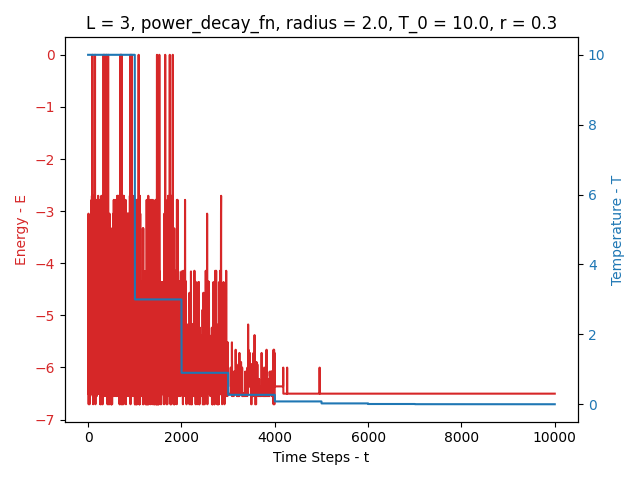 L = 3, power_decay_fn, radius = 2.0, T_0 = 10.0, r = 0.3
Energy - E
0
−1
−2
−3
−4
−5
−6
−7
10
8
6
4
2
0
Temperature - T
0 2000 4000 6000 8000 10000
Time Steps - t